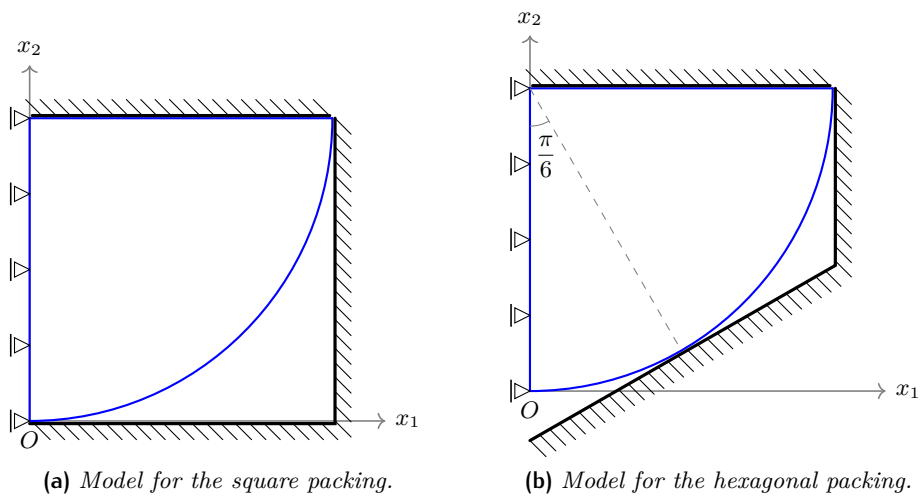 x₂
O
x₁
(a) Model for the square packing.
x₂
π/6
O
x₁
(b) Model for the hexagonal packing.